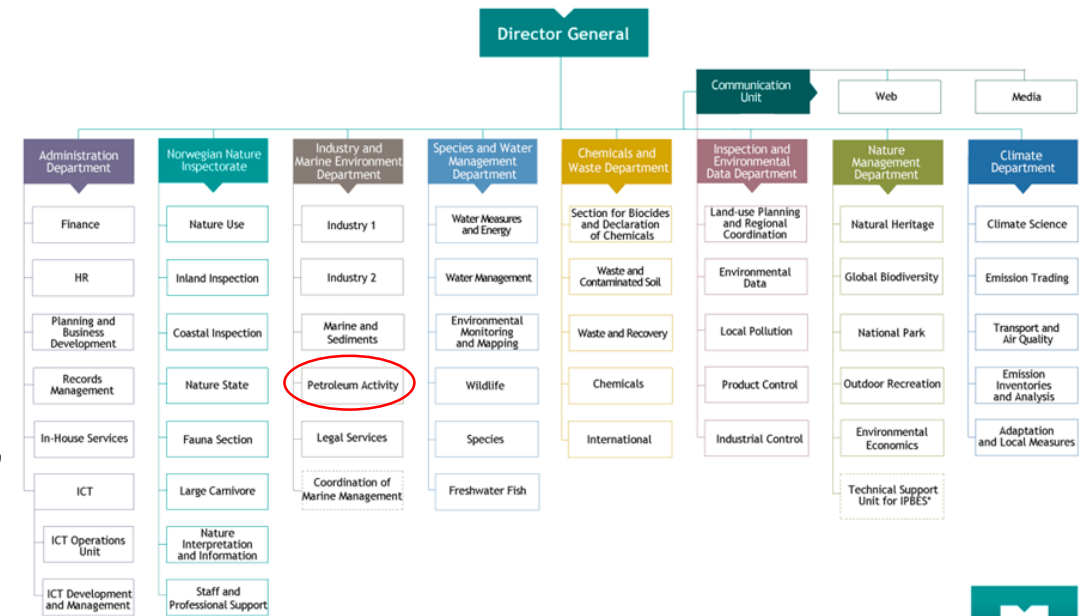 Director General
Communication
Unit
Web
Media
Administration
Department
Norwegian Nature
Inspectorate
Industry and
Marine Environment
Department
Species and Water
Management
Department
Chemicals and
Waste Department
Inspection and
Environmental
Data Department
Nature
Management
Department
Climate
Department
Finance
HR
Planning and
Business
Development
Records
Management
In-House Services
ICT
ICT Operations
Unit
ICT Development
and Management
Nature Use
Inland Inspection
Coastal Inspection
Nature State
Fauna Section
Large Carnivore
Nature
Interpretation
and Information
Staff and
Professional Support
Industry 1
Industry 2
Marine and
Sediments
Petroleum Activity
Legal Services
Coordination of
Marine Management
Water Measures
and Energy
Water Management
Environmental
Monitoring
and Mapping
Wildlife
Species
Freshwater Fish
Section for Biocides
and Declaration
of Chemicals
Waste and
Contaminated Soil
Waste and Recovery
Chemicals
International
Land-use Planning
and Regional
Coordination
Environmental
Data
Local Pollution
Product Control
Industrial Control
Natural Heritage
Global Biodiversity
National Park
Outdoor Recreation
Environmental
Economics
Technical Support
Unit for IPBES*
Climate Science
Emission Trading
Transport and
Air Quality
Emission
Inventories
and Analysis
Adaptation
and Local Measures